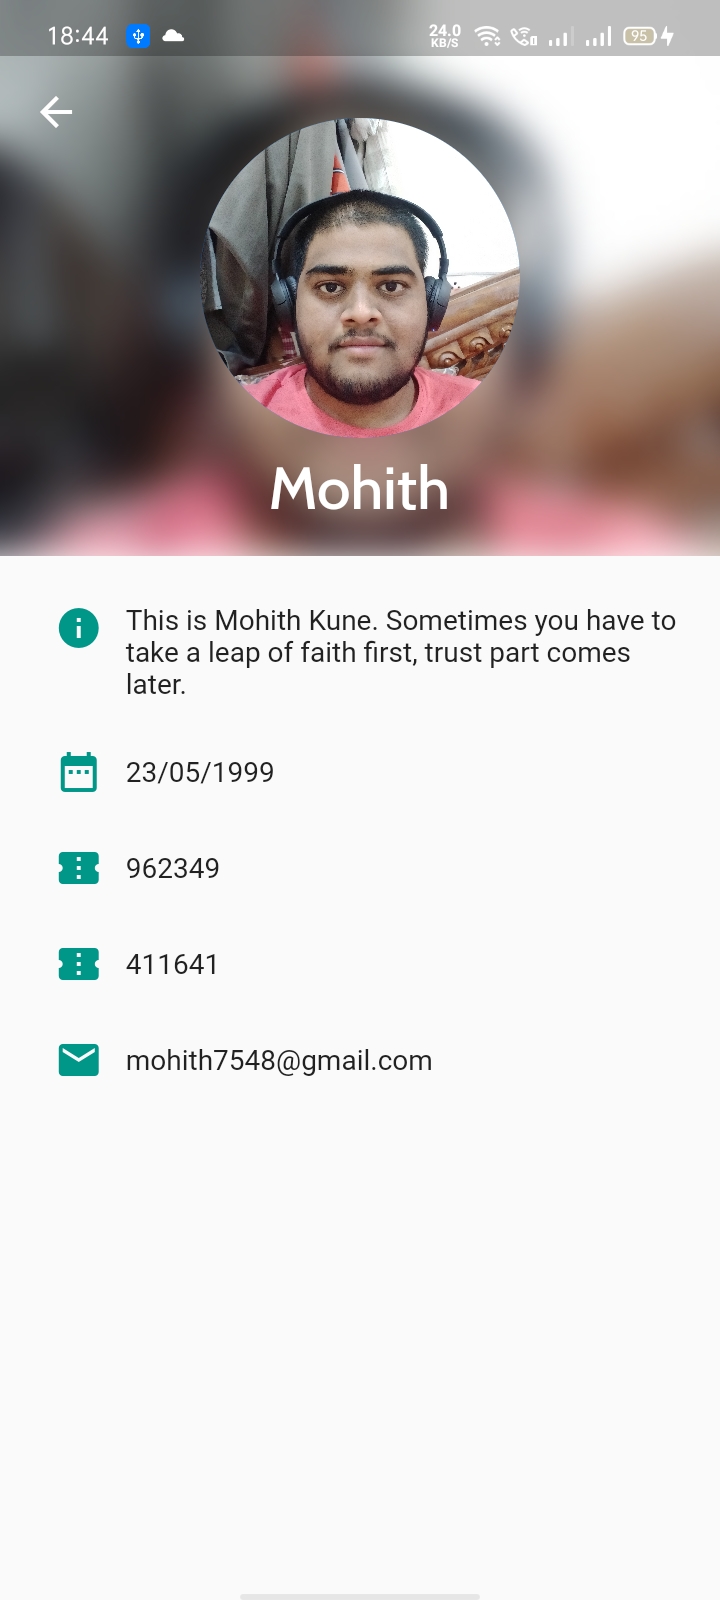 18:44
24.0
KB/S
95
Mohith
This is Mohith Kune. Sometimes you have to
take a leap of faith first, trust part comes
later.
23/05/1999
962349
411641
mohith7548@gmail.com